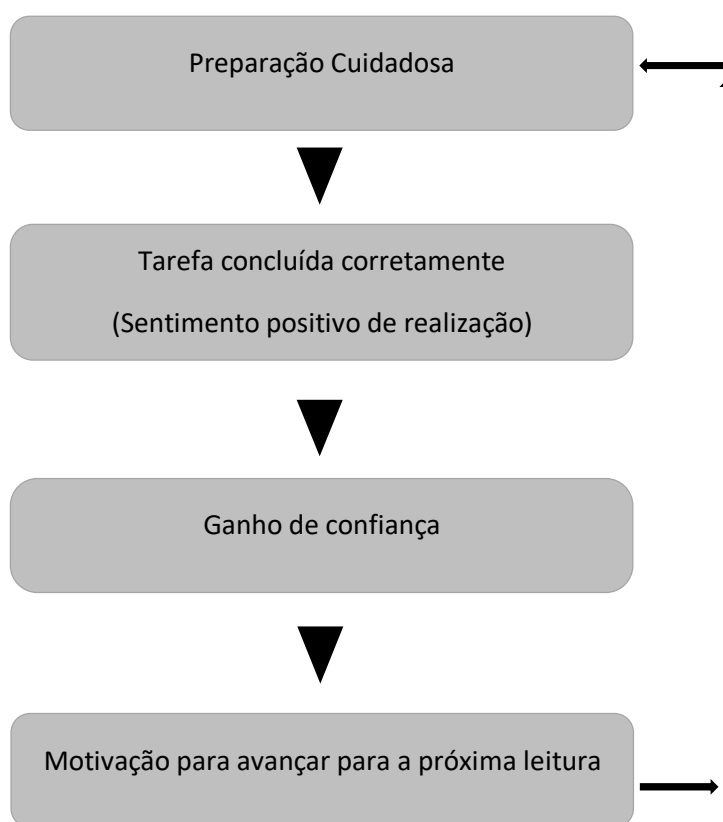 Preparação Cuidadosa
Tarefa concluída corretamente
(Sentimento positivo de realização)
Ganho de confiança
Motivação para avançar para a próxima leitura